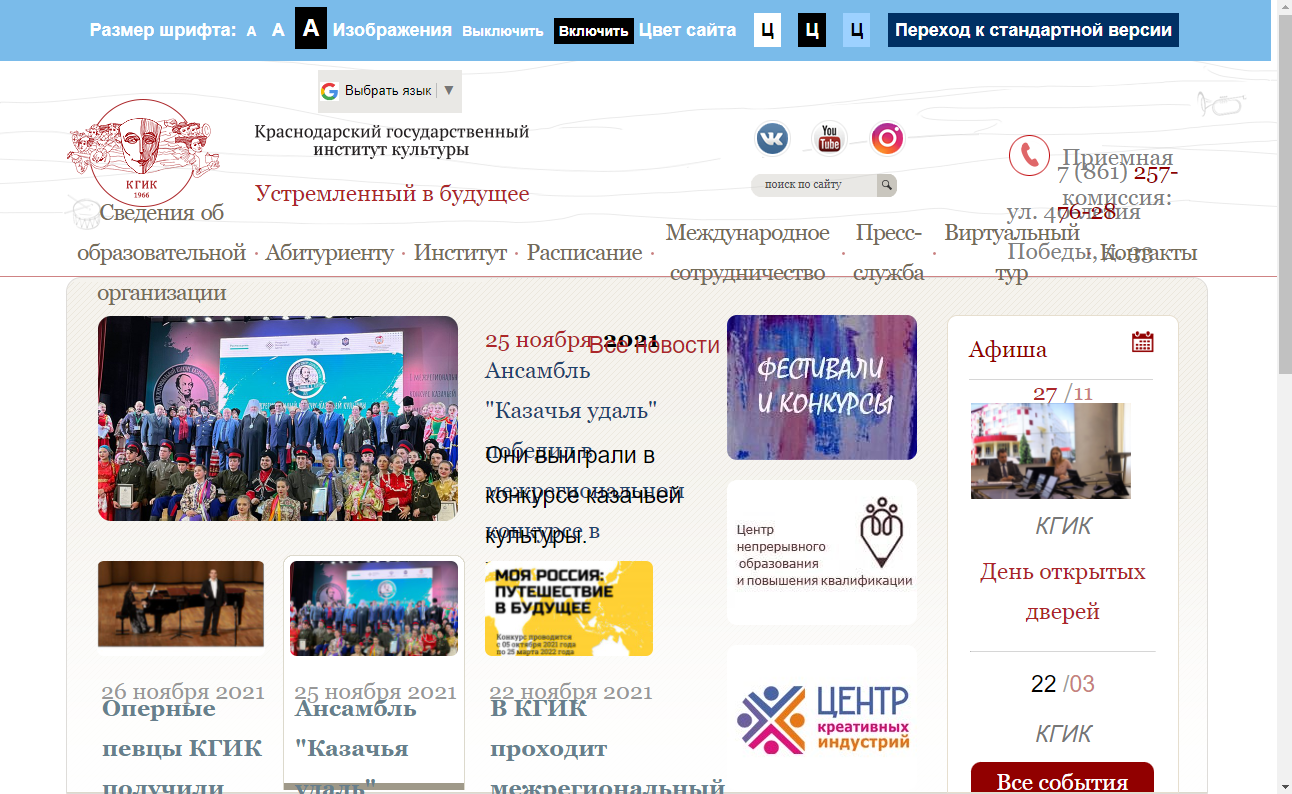 Размер шрифта: А А А Изображения Выключить Включить Цвет сайта Ц Ц Ц Переход к стандартной версии
Выбрать язык ▼
Краснодарский государственный
институт культуры
Устремленный в будущее
КГИК
1966
You
Tube
поиск по сайту
Приемная
комиссия:
7 (861) 257-
76-28
ул. 40-летия
Победы, д. 33
Сведения об
образовательной
организации
Абитуриенту
Институт
Расписание
Международное
сотрудничество
Пресс-
служба
Виртуальный
тур
Контакты
25 ноября 2021
Все новости
Ансамбль
"Казачья удаль"
победил в
межрегиональном
конкурсе в
Они выиграли в
конкурсе казачьей
культуры.
ФЕСТИВАЛИ
И КОНКУРСЫ
Центр
непрерывного
образования
и повышения квалификации
ЦЕНТР
креативных
индустрий
Афиша
27 /11
КГИК
День открытых
дверей
22 /03
КГИК
Все события
МОЯ РОССИЯ:
ПУТЕШЕСТВИЕ
В БУДУЩЕЕ
Конкурс проводится
с 05 октября 2021 года
по 25 марта 2022 года
26 ноября 2021
Оперные
певцы КГИК
получили
25 ноября 2021
Ансамбль
"Казачья
удаль"
22 ноября 2021
В КГИК
проходит
межрегиональный